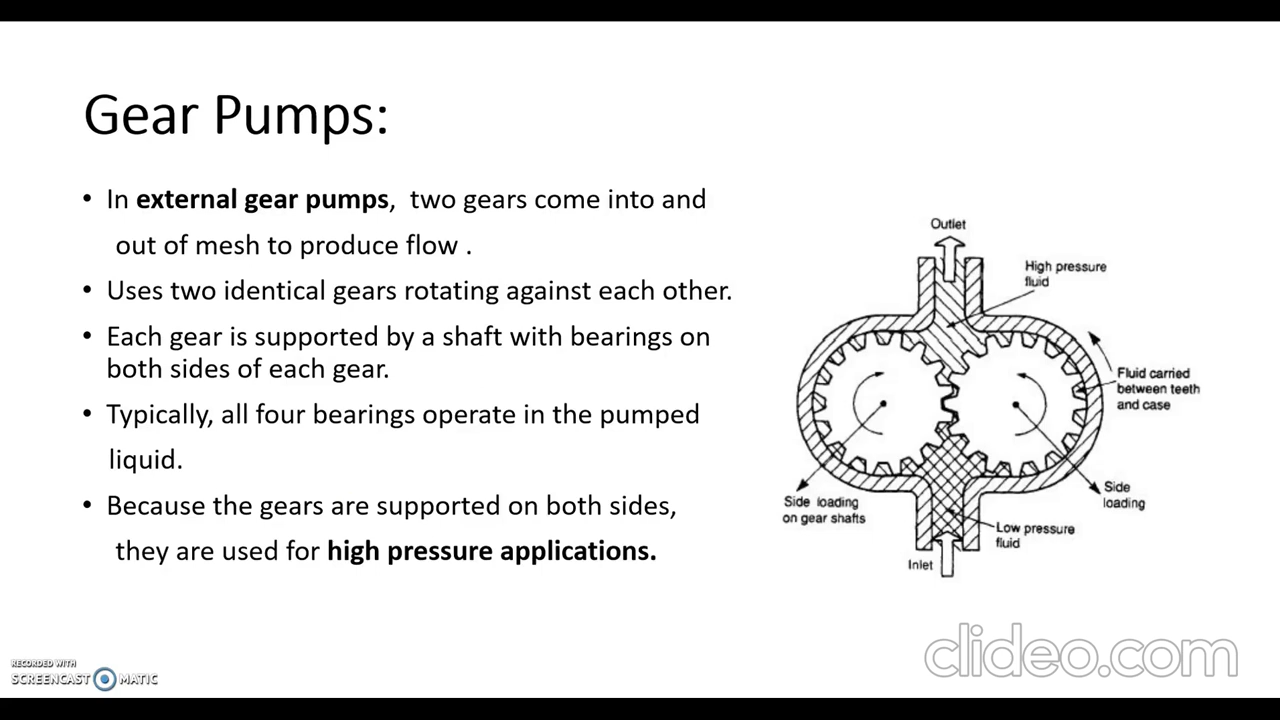 Gear Pumps:
• In external gear pumps,  two gears come into and
out of mesh to produce flow .
• Uses two identical gears rotating against each other.
• Each gear is supported by a shaft with bearings on
both sides of each gear.
• Typically, all four bearings operate in the pumped
liquid.
• Because the gears are supported on both sides,
they are used for high pressure applications.
Outlet
High pressure
fluid
Fluid carried
between teeth
and case
Side loading
on gear shafts
Side
loading
Low pressure
fluid
Inlet
RECORDED WITH
SCREENCAST MATIC
clideo.com